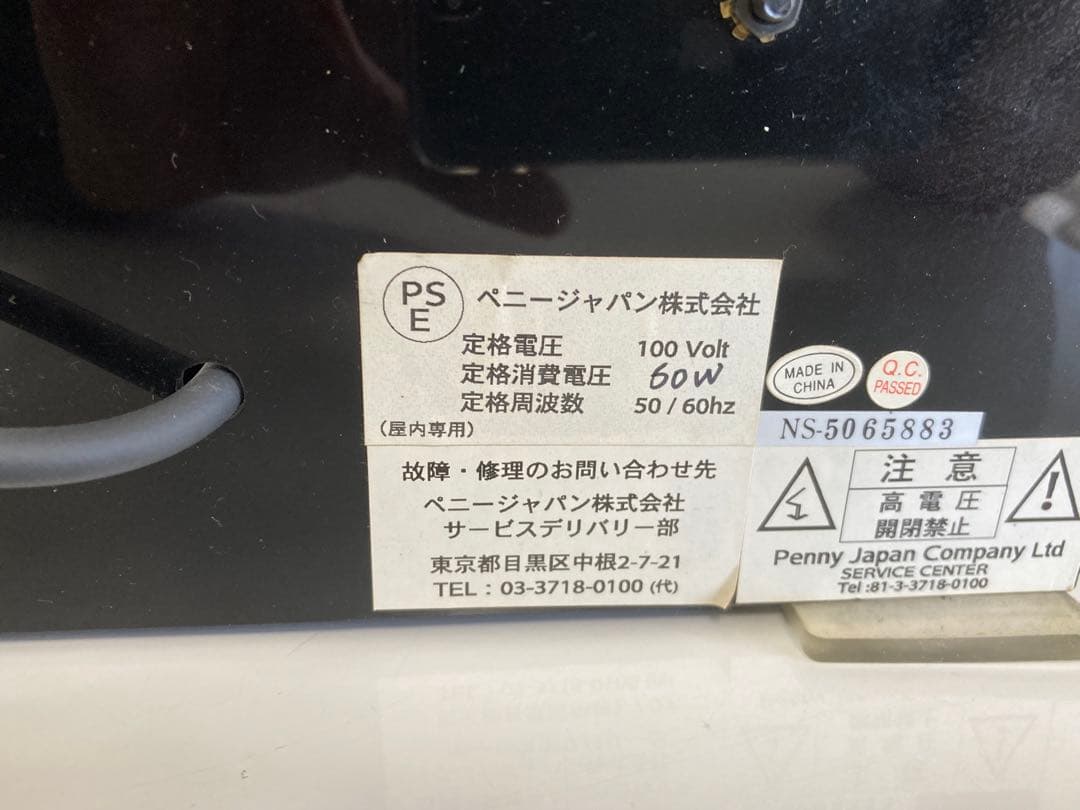 PS
E
ペニージャパン株式会社
定格電圧 100 Volt
定格消費電圧 60W
定格周波数 50 / 60hz
(屋内専用)
故障・修理のお問い合わせ先
ペニージャパン株式会社
サービスデリバリー部
東京都目黒区中根2-7-21
TEL : 03-3718-0100 (代)
MADE IN
CHINA
Q.C.
PASSED
NS-5065883
注 意
高 電 圧
開閉禁止
Penny Japan Company Ltd
SERVICE CENTER
Tel :81-3-3718-0100